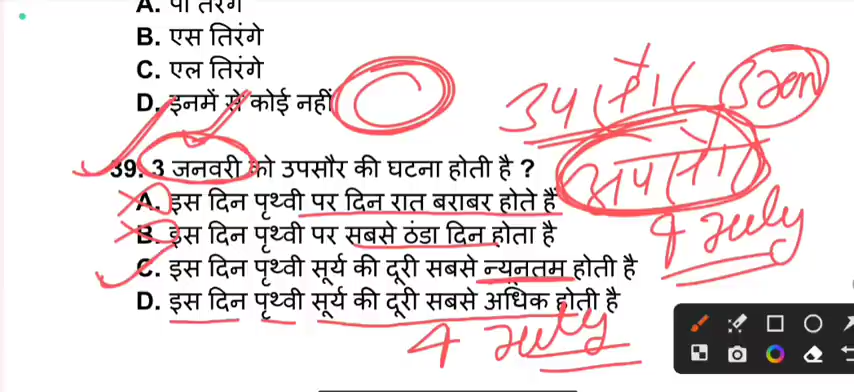 B. एस तिरंगे
C. एल तिरंगे
D. इनमें से कोई नहीं
उपसौर
अपसौर
4 July
39. 3 जनवरी को उपसौर की घटना होती है ?
A. इस दिन पृथ्वी पर दिन रात बराबर होते हैं
B. इस दिन पृथ्वी पर सबसे ठंडा दिन होता है
C. इस दिन पृथ्वी सूर्य की दूरी सबसे न्यूनतम होती है
D. इस दिन पृथ्वी सूर्य की दूरी सबसे अधिक होती है
4 July